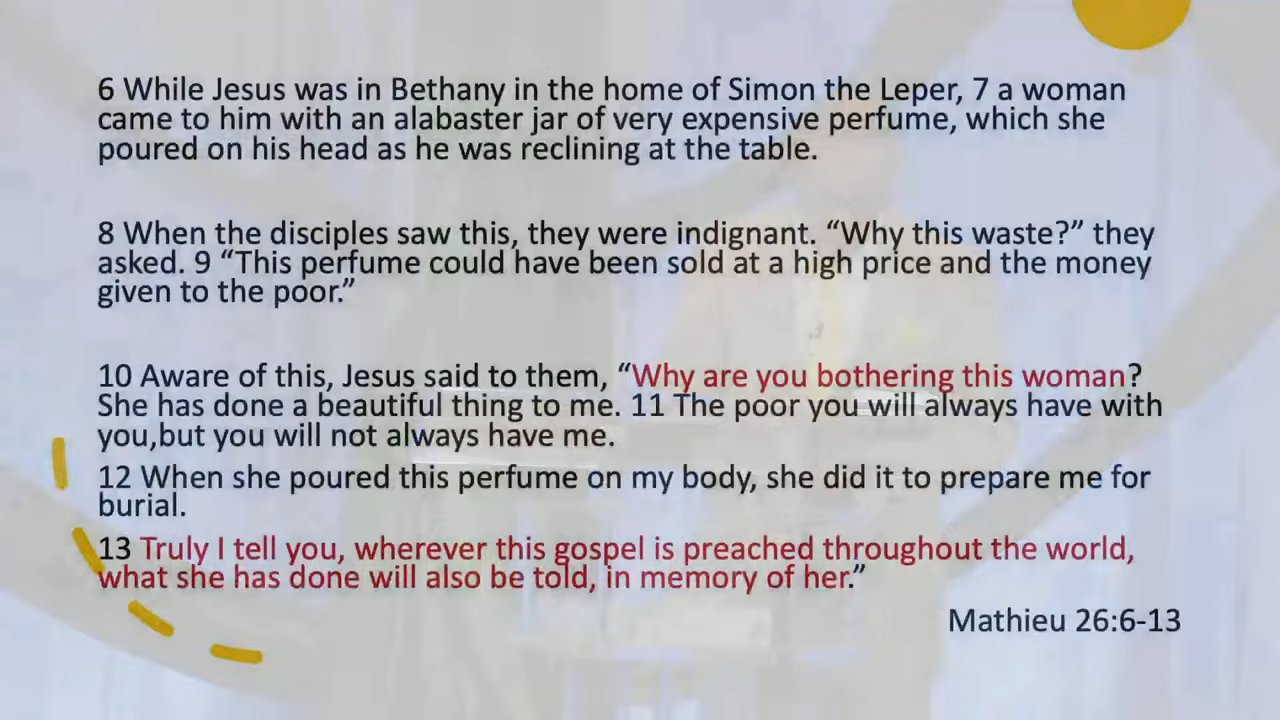 6 While Jesus was in Bethany in the home of Simon the Leper, 7 a woman
came to him with an alabaster jar of very expensive perfume, which she
poured on his head as he was reclining at the table.
8 When the disciples saw this, they were indignant. “Why this waste?” they
asked. 9 “This perfume could have been sold at a high price and the money
given to the poor.”
10 Aware of this, Jesus said to them, “Why are you bothering this woman?
She has done a beautiful thing to me. 11 The poor you will always have with
you,but you will not always have me.
12 When she poured this perfume on my body, she did it to prepare me for
burial.
13 Truly I tell you, wherever this gospel is preached throughout the world,
what she has done will also be told, in memory of her.”
Mathieu 26:6-13